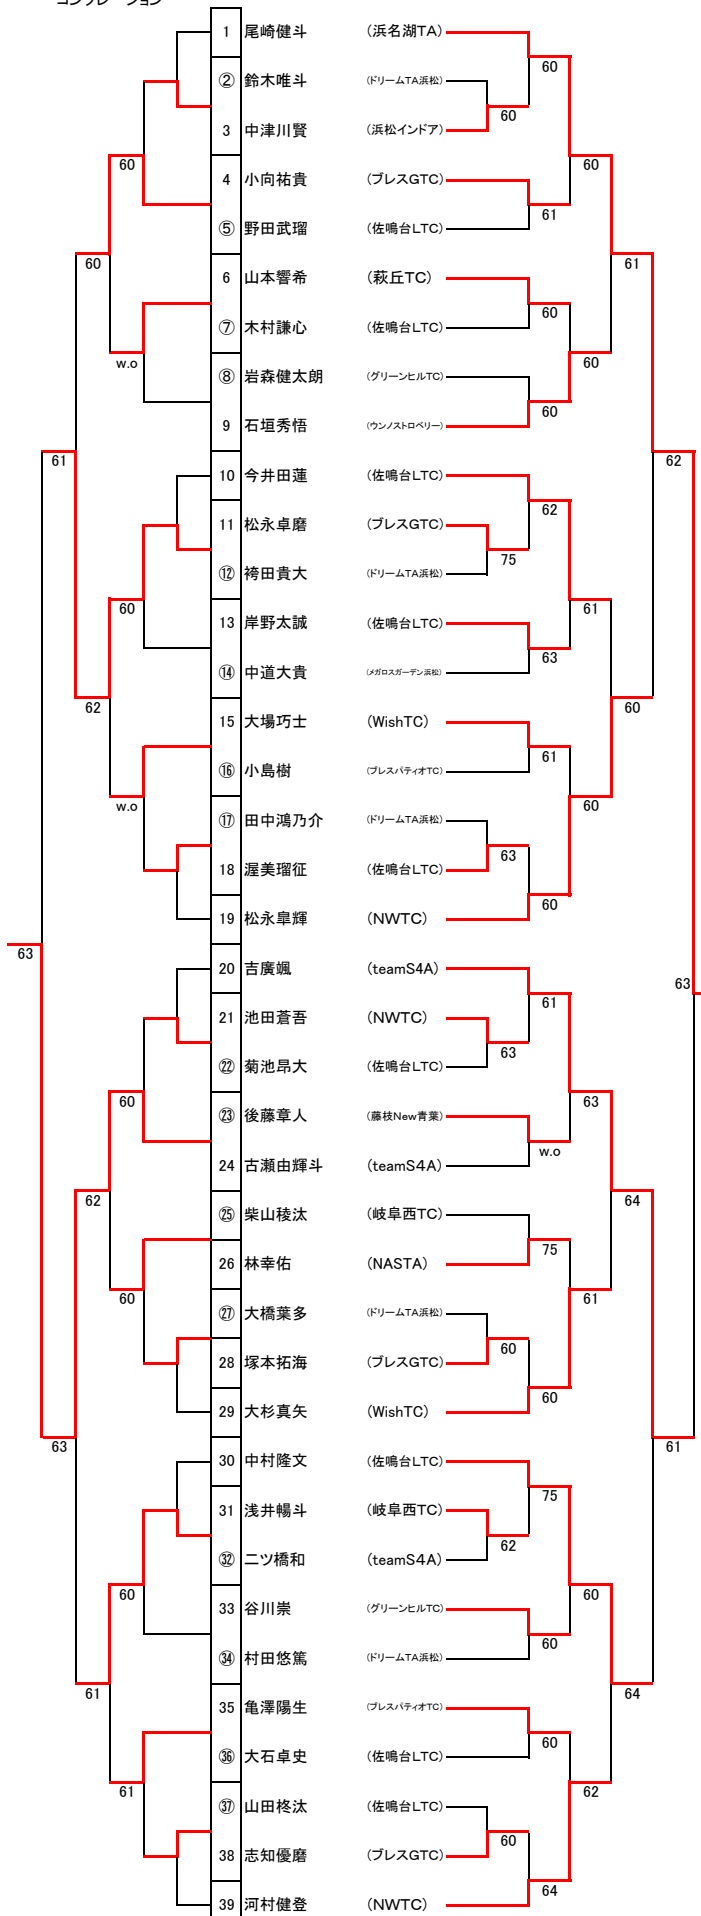 コンソレーション
1 尾崎健斗 (浜名湖TA)
60
② 鈴木唯斗 (ドリームTA浜松)
60
3 中津川賢 (浜松インドア)
60 60
4 小向祐貴 (ブレスGTC)
61
⑤ 野田武瑠 (佐鳴台LTC)
60 61
6 山本響希 (萩丘TC)
60
⑦ 木村謙心 (佐鳴台LTC)
w.o 60
⑧ 岩森健太朗 (グリーンヒルTC)
60
9 石垣秀悟 (ウンノストロベリー)
61 62
10 今井田蓮 (佐鳴台LTC)
62
11 松永卓磨 (ブレスGTC)
75
⑫ 袴田貴大 (ドリームTA浜松)
60 61
13 岸野太誠 (佐鳴台LTC)
63
⑭ 中道大貴 (メガロスガーデン浜松)
62 60
15 大場巧士 (WishTC)
61
⑯ 小島樹 (ブレスパティオTC)
w.o 60
⑰ 田中鴻乃介 (ドリームTA浜松)
63
18 渥美瑠征 (佐鳴台LTC)
60
19 松永皐輝 (NWTC)
63 63
20 吉廣颯 (teamS4A)
61
21 池田蒼吾 (NWTC)
63
㉒ 菊池昂大 (佐鳴台LTC)
60 63
㉓ 後藤章人 (藤枝New青葉)
w.o
24 古瀬由輝斗 (teamS4A)
62 64
㉕ 柴山稜汰 (岐阜西TC)
75
26 林幸佑 (NASTA)
60 61
㉗ 大橋葉多 (ドリームTA浜松)
60
28 塚本拓海 (ブレスGTC)
60
29 大杉真矢 (WishTC)
63 61
30 中村隆文 (佐鳴台LTC)
75
31 浅井暢斗 (岐阜西TC)
62
㉜ 二ツ橋和 (teamS4A)
60 60
33 谷川崇 (グリーンヒルTC)
60
㉞ 村田悠篤 (ドリームTA浜松)
61 64
35 亀澤陽生 (ブレスパティオTC)
60
㊱ 大石卓史 (佐鳴台LTC)
61 62
㊲ 山田柊汰 (佐鳴台LTC)
60
38 志知優磨 (ブレスGTC)
64
39 河村健登 (NWTC)